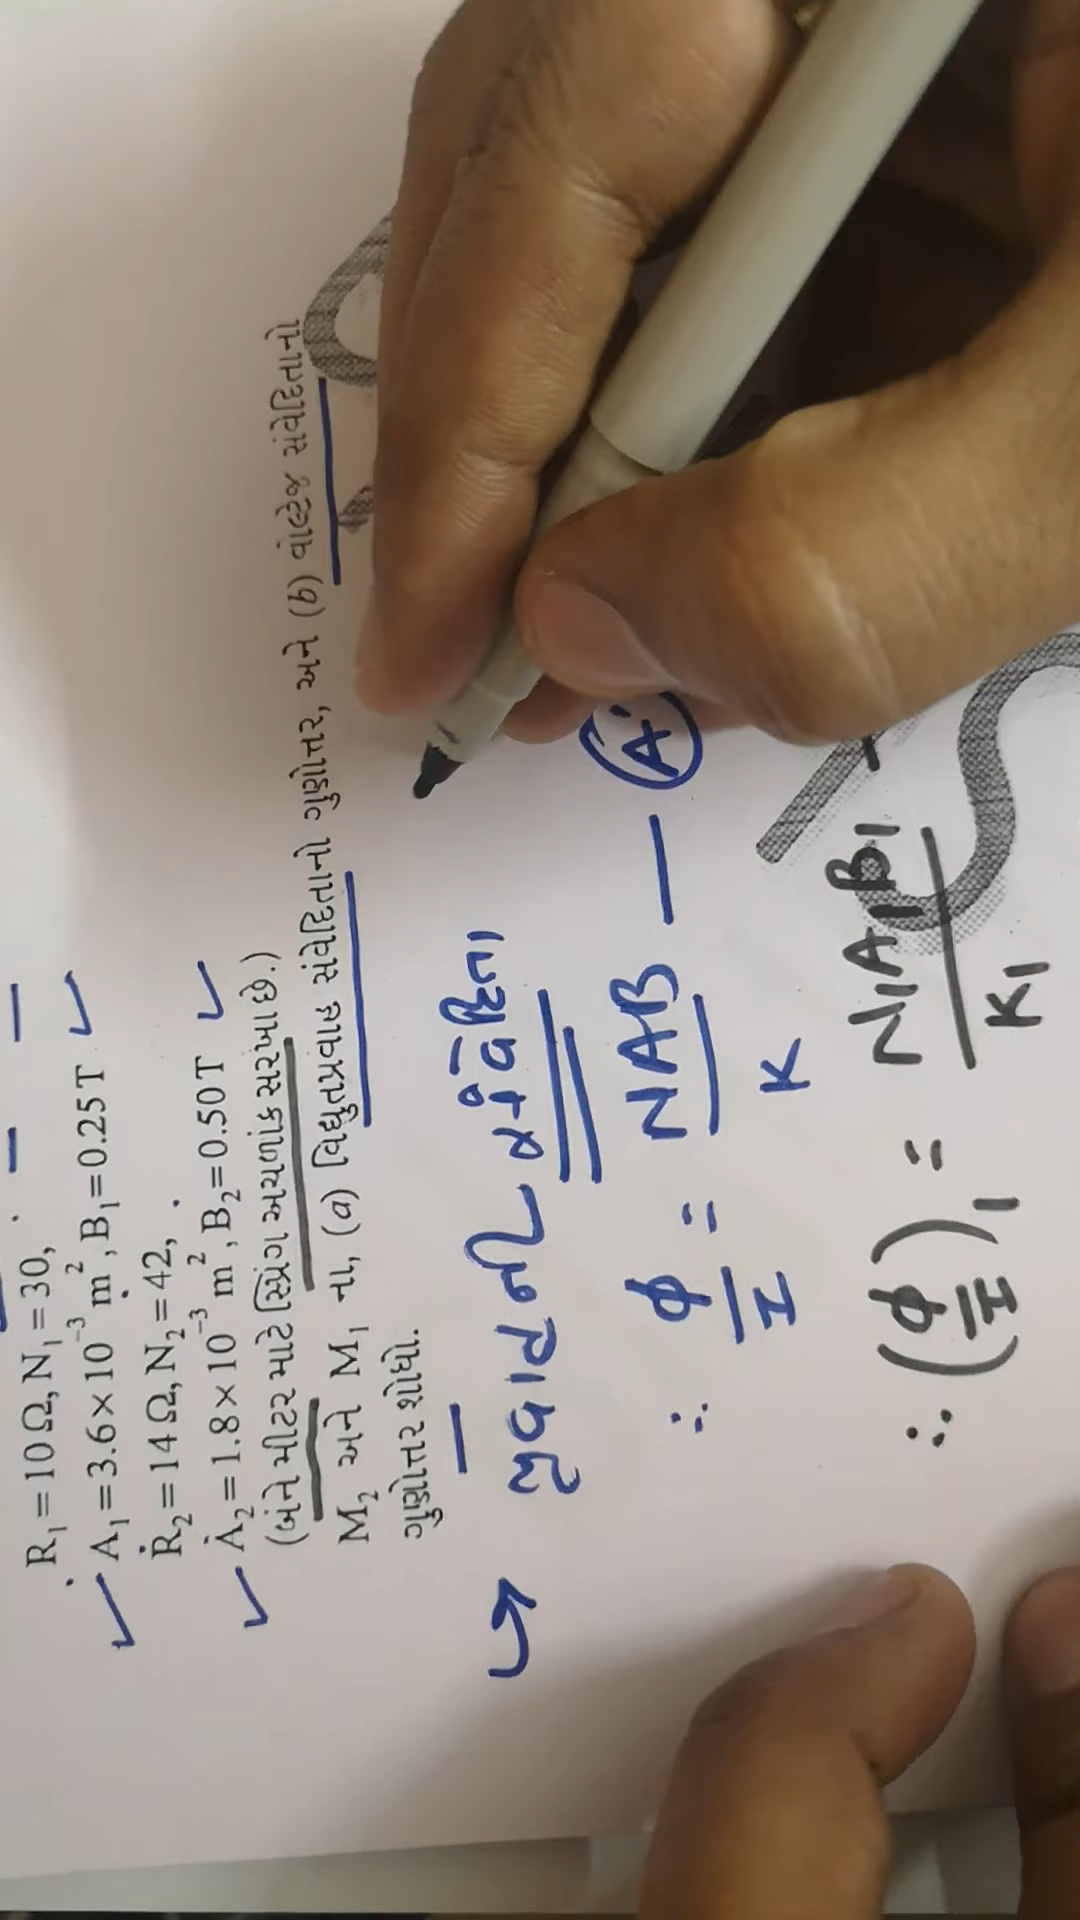 R₁ = 10 Ω, N₁ = 30,
A₁ = 3.6 × 10⁻³ m², B₁ = 0.25 T
R₂ = 14 Ω, N₂ = 42,
A₂ = 1.8 × 10⁻³ m², B₂ = 0.50 T
(બંને મીટર માટે સ્પ્રિંગ અચળાંક સરખા છે.)
M₂ અને M₁ ના, (a) વિદ્યુતપ્રવાહ સંવેદિતાનો ગુણોત્તર, અને (b) વોલ્ટેજ સંવેદિતાનો
ગુણોત્તર શોધો.
↳ પ્રવાહની સંવેદિતા
∴ ϕ/I = NAB/K — (A.
∴ (ϕ/I)₁ = N₁A₁B₁/K₁ —